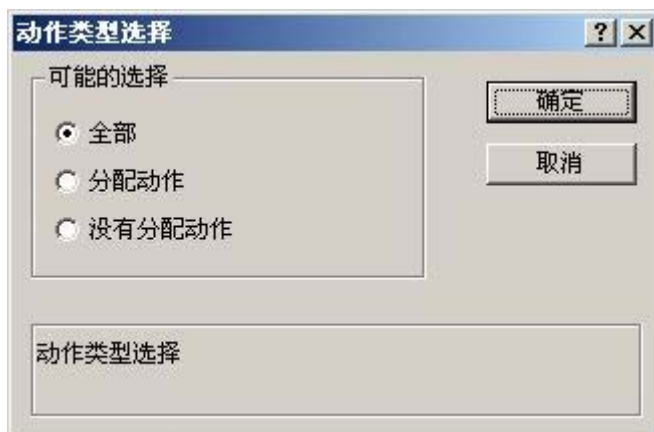 动作类型选择
可能的选择
全部
分配动作
没有分配动作
确定
取消
动作类型选择